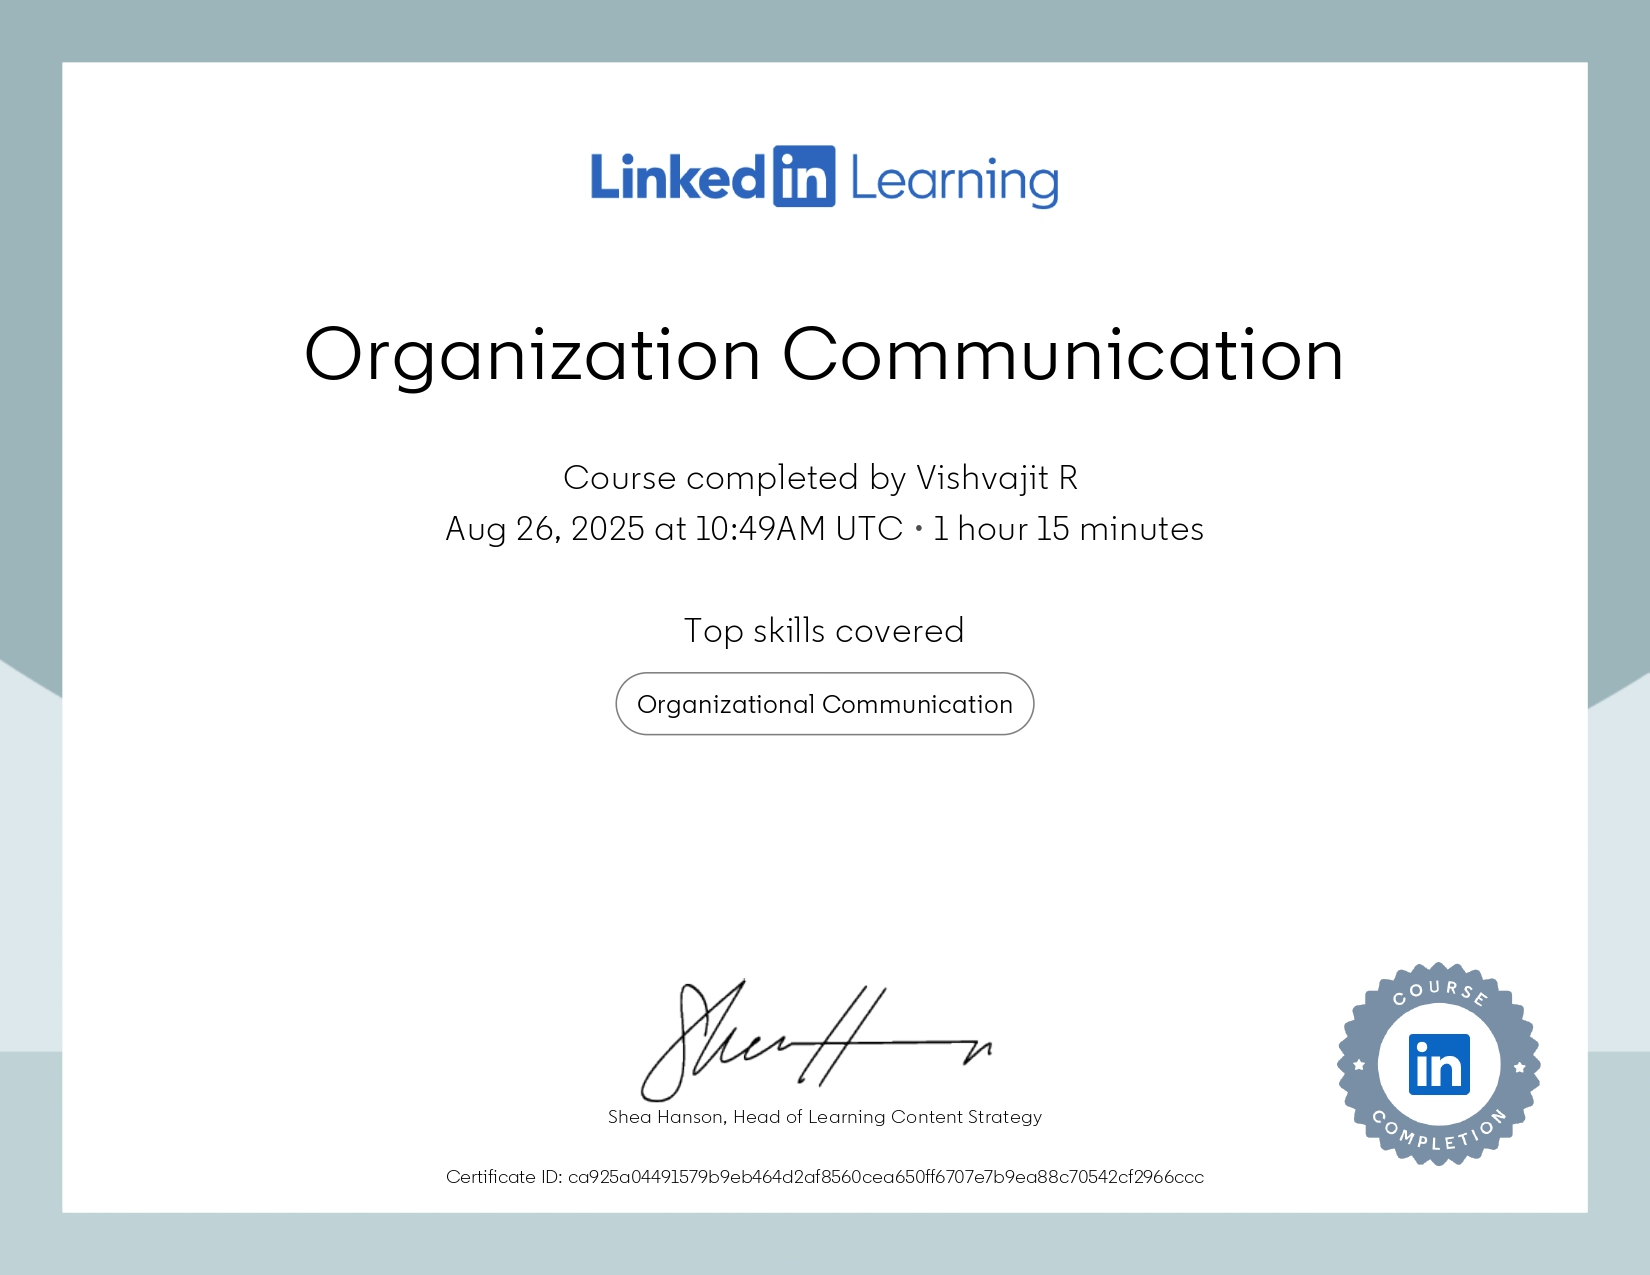 Linked in Learning
Organization Communication
Course completed by Vishvajit R
Aug 26, 2025 at 10:49AM UTC • 1 hour 15 minutes
Top skills covered
Organizational Communication
Shea Hanson, Head of Learning Content Strategy
Certificate ID: ca925a04491579b9eb464d2af8560cea650ff6707e7b9ea88c70542cf2966ccc
COURSE
in
COMPLETION